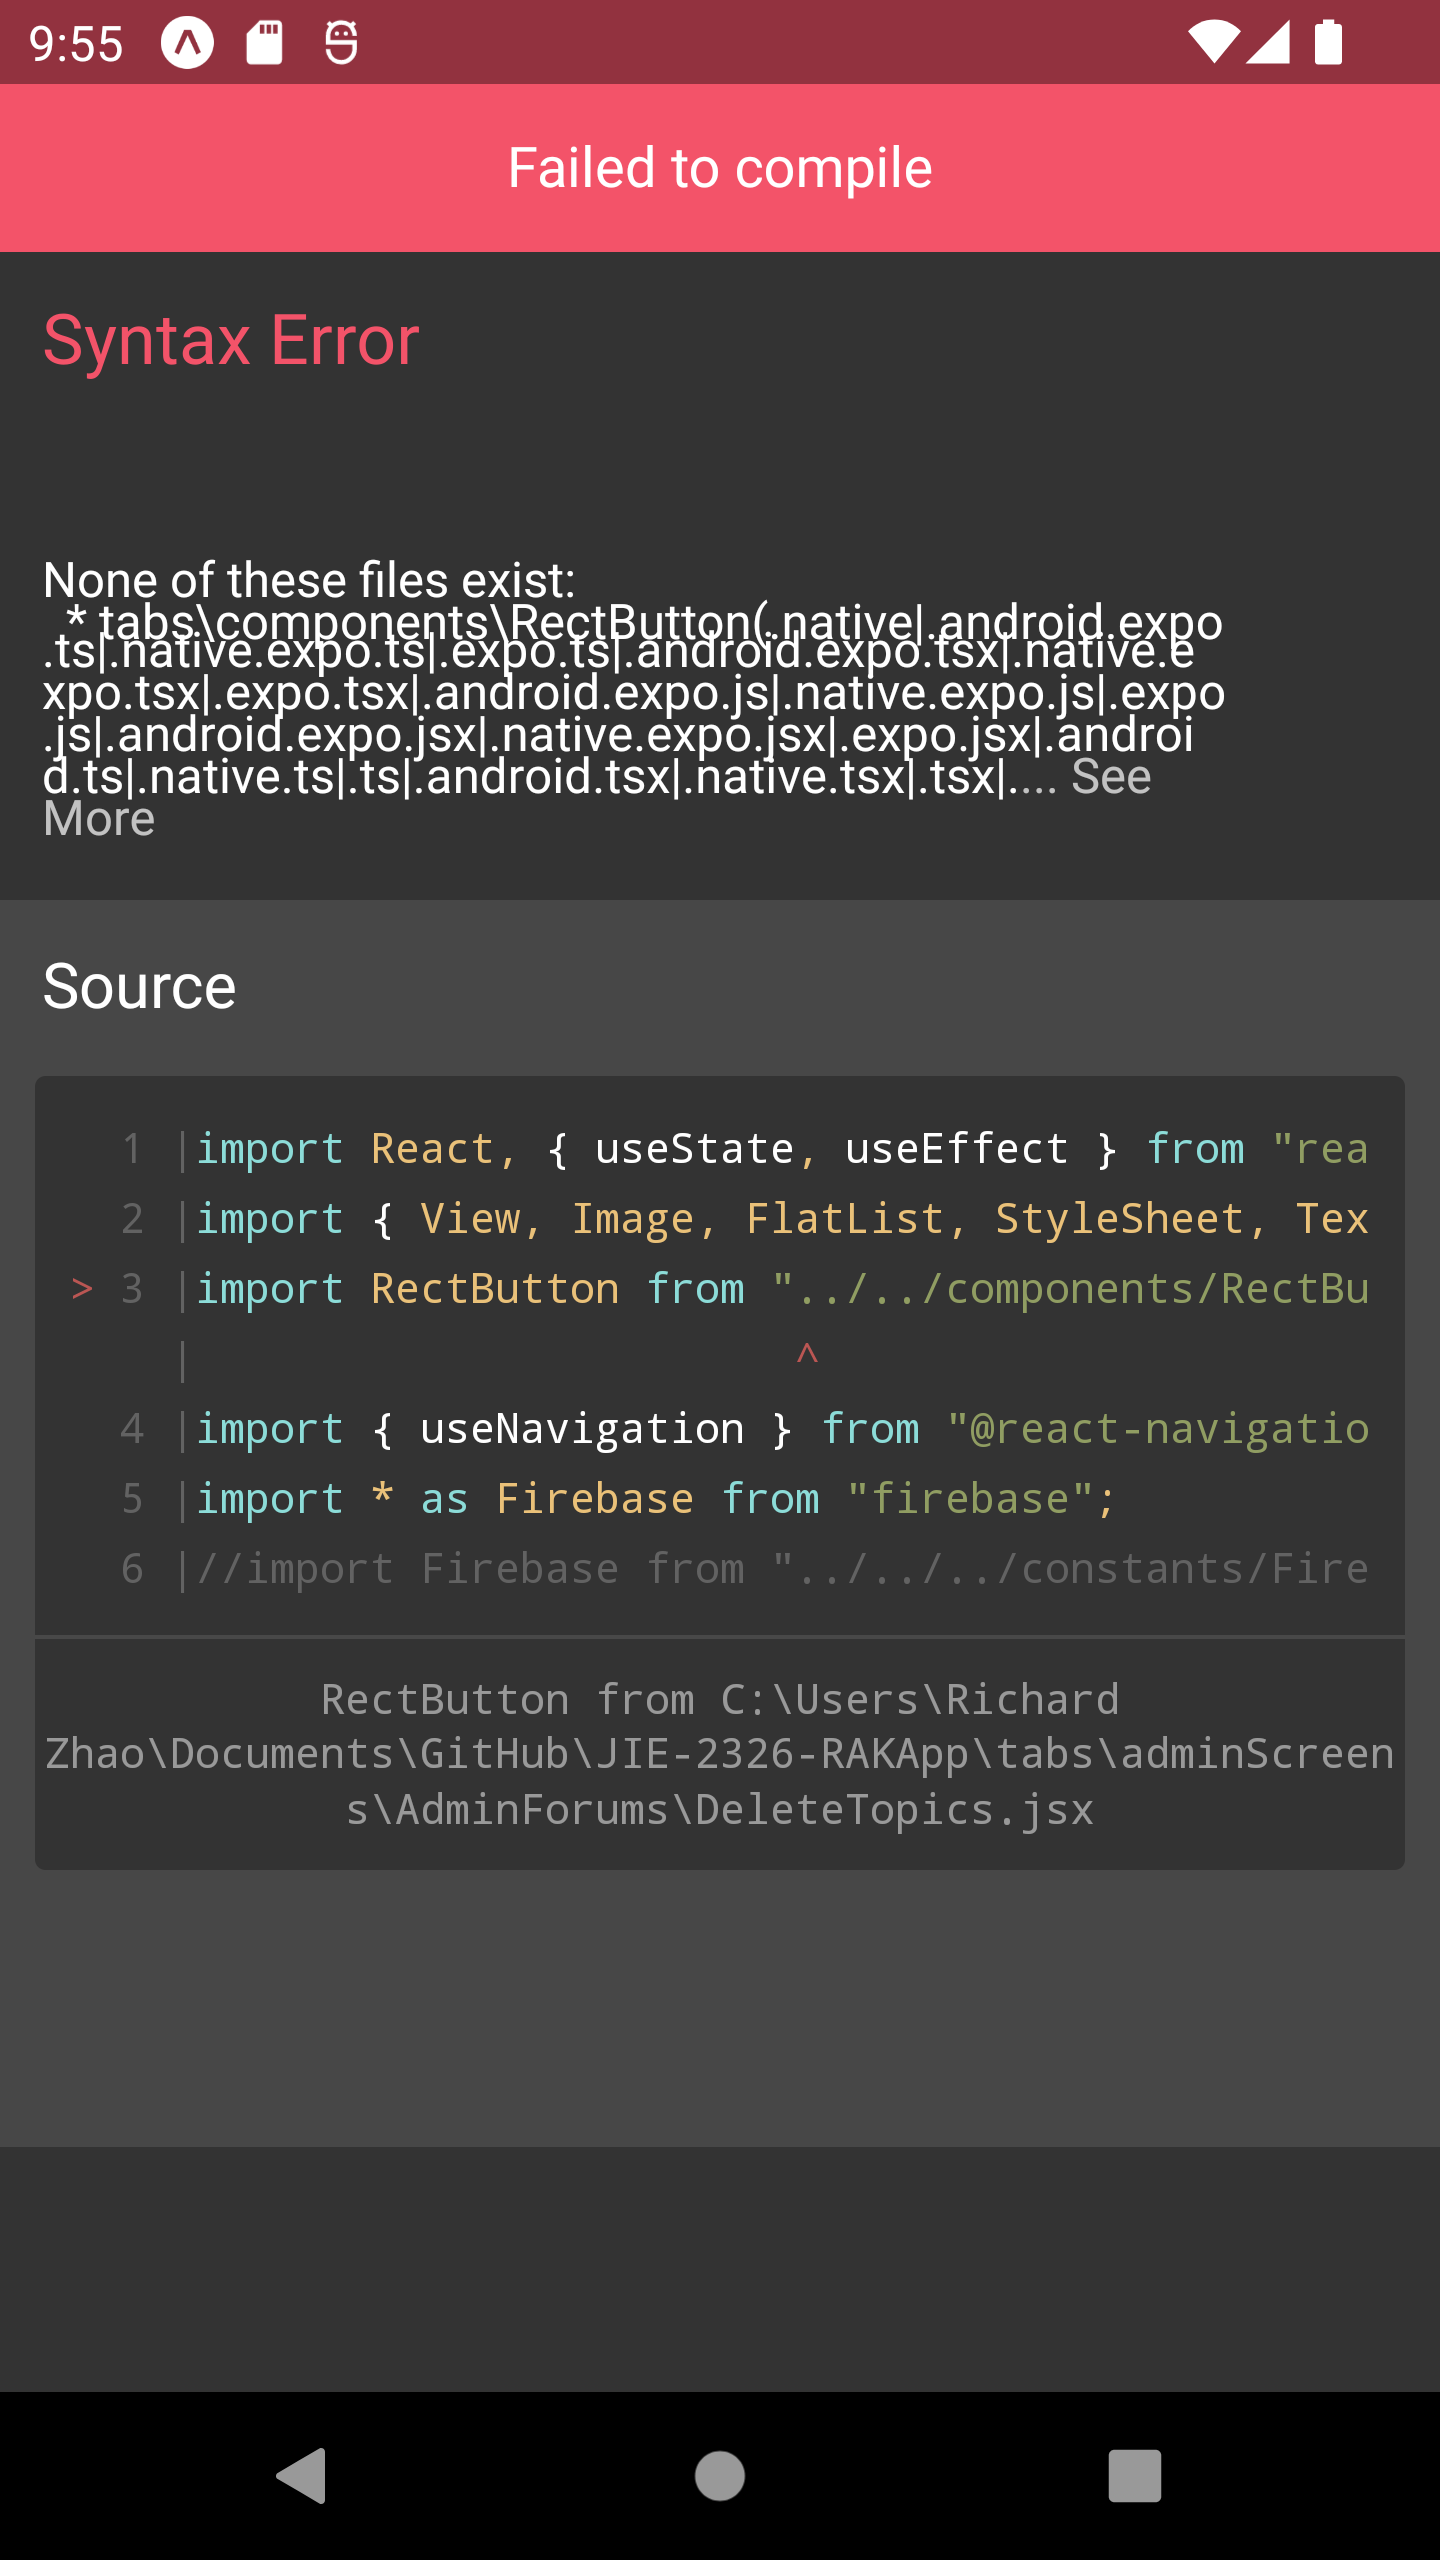 9:55
Failed to compile
Syntax Error
None of these files exist:
* tabs\components\RectButton(.native|.android.expo
.ts|.native.expo.ts|.expo.ts|.android.expo.tsx|.native.e
xpo.tsx|.expo.tsx|.android.expo.js|.native.expo.js|.expo
.js|.android.expo.jsx|.native.expo.jsx|.expo.jsx|.androi
d.ts|.native.ts|.ts|.android.tsx|.native.tsx|.tsx|.... See
More
Source
1 |import React, { useState, useEffect } from "rea
2 |import { View, Image, FlatList, StyleSheet, Tex
> 3 |import RectButton from "../../components/RectBu
| ^
4 |import { useNavigation } from "@react-navigatio
5 |import * as Firebase from "firebase";
6 |//import Firebase from "../../../constants/Fire
RectButton from C:\Users\Richard
Zhao\Documents\GitHub\JIE-2326-RAKApp\tabs\adminScreen
s\AdminForums\DeleteTopics.jsx